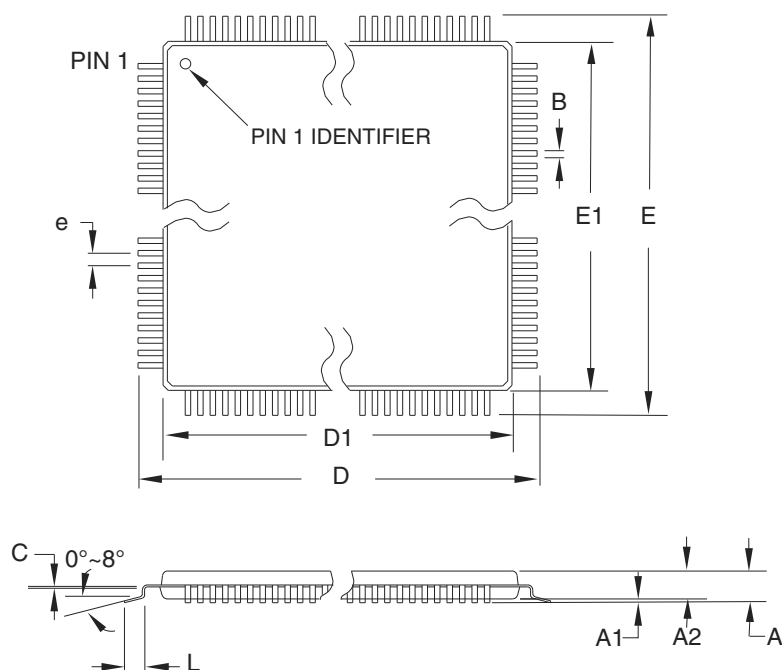 PIN 1
B
PIN 1 IDENTIFIER
E1
E
e
D1
D
C
0°~8°
A1
A2
A
L